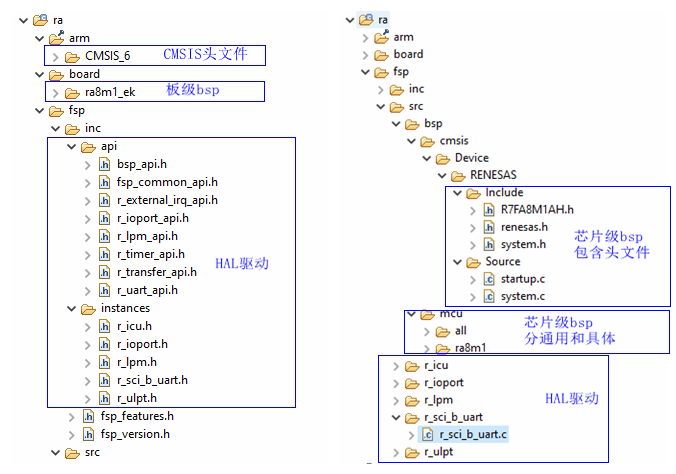 ra
arm
CMSIS_6
CMSIS头文件
board
ra8m1_ek
板级bsp
fsp
inc
api
bsp_api.h
fsp_common_api.h
r_external_irq_api.h
r_ioport_api.h
r_lpm_api.h
r_timer_api.h
r_transfer_api.h
r_uart_api.h
HAL驱动
instances
r_icu.h
r_ioport.h
r_lpm.h
r_sci_b_uart.h
r_ulpt.h
fsp_features.h
fsp_version.h
src
ra
arm
board
fsp
inc
src
bsp
cmsis
Device
RENESAS
Include
R7FA8M1AH.h
renesas.h
system.h
Source
startup.c
system.c
芯片级bsp
包含头文件
mcu
all
ra8m1
芯片级bsp
分通用和具体
r_icu
r_ioport
r_lpm
r_sci_b_uart
r_sci_b_uart.c
r_ulpt
HAL驱动